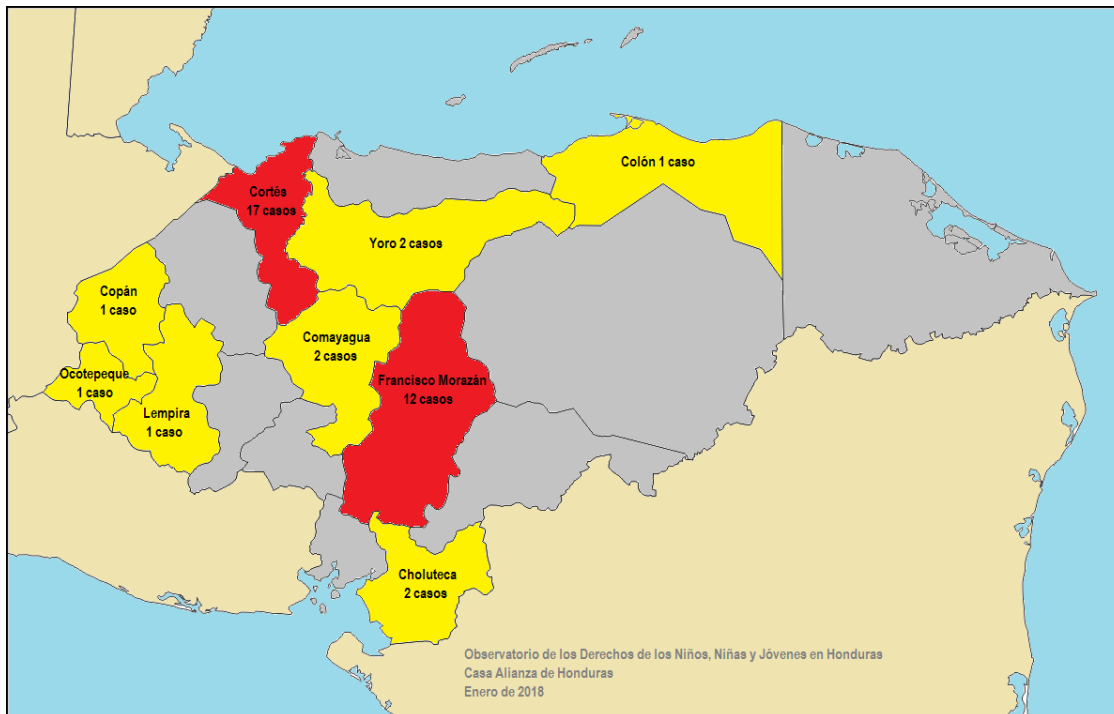 Colón 1 caso
Cortés
17 casos
Yoro 2 casos
Copán
1 caso
Comayagua
2 casos
Ocotepeque
1 caso
Francisco Morazán
12 casos
Lempira
1 caso
Choluteca
2 casos
Observatorio de los Derechos de los Niños, Niñas y Jóvenes en Honduras
Casa Alianza de Honduras
Enero de 2018